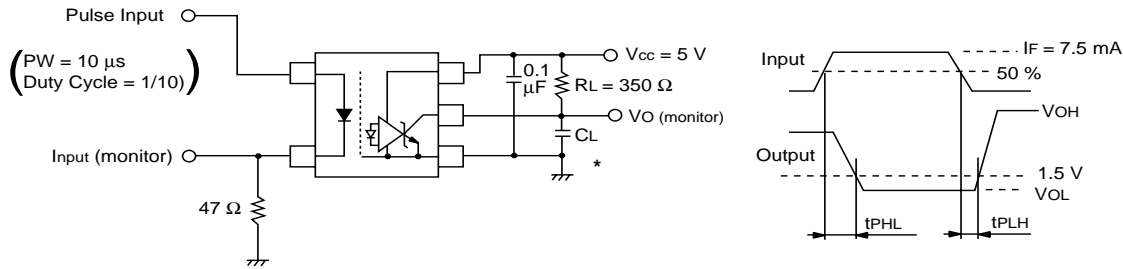 Pulse Input
(PW = 10 μs
Duty Cycle = 1/10)
Input (monitor)
47 Ω
VCC = 5 V
0.1
μF
RL = 350 Ω
VO (monitor)
CL
*
Input
IF = 7.5 mA
50 %
VOH
Output
1.5 V
VOL
tPHL
tPLH